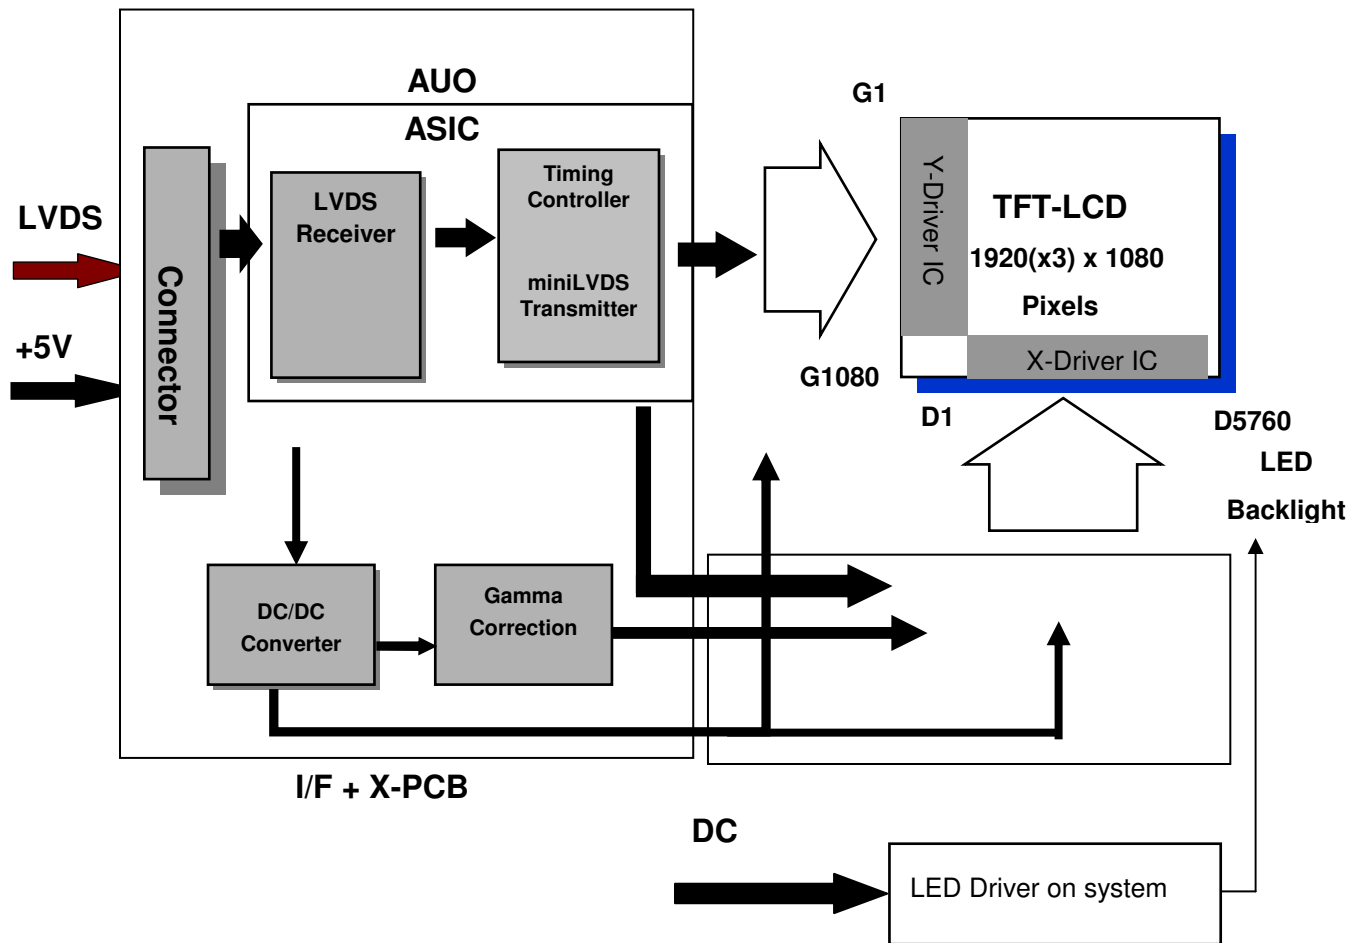 AUO
ASIC
G1
LVDS
+5V
Connector
LVDS
Receiver
Timing
Controller
miniLVDS
Transmitter
Y-Driver IC
TFT-LCD
1920(x3) x 1080
Pixels
X-Driver IC
G1080
D1
D5760
LED
Backlight
DC/DC
Converter
Gamma
Correction
I/F + X-PCB
DC
LED Driver on system